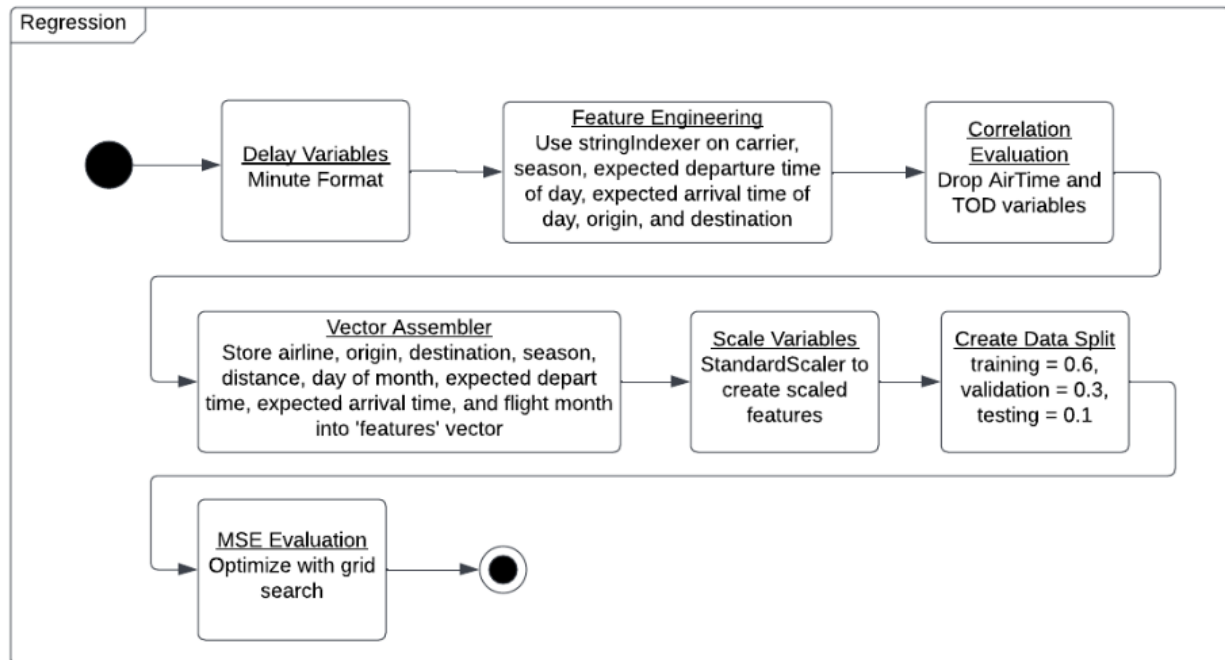 Regression
Delay Variables
Minute Format
Feature Engineering
Use stringIndexer on carrier,
season, expected departure time
of day, expected arrival time of
day, origin, and destination
Correlation
Evaluation
Drop AirTime and
TOD variables
Vector Assembler
Store airline, origin, destination, season,
distance, day of month, expected depart
time, expected arrival time, and flight month
into 'features' vector
Scale Variables
StandardScaler to
create scaled
features
Create Data Split
training = 0.6,
validation = 0.3,
testing = 0.1
MSE Evaluation
Optimize with grid
search